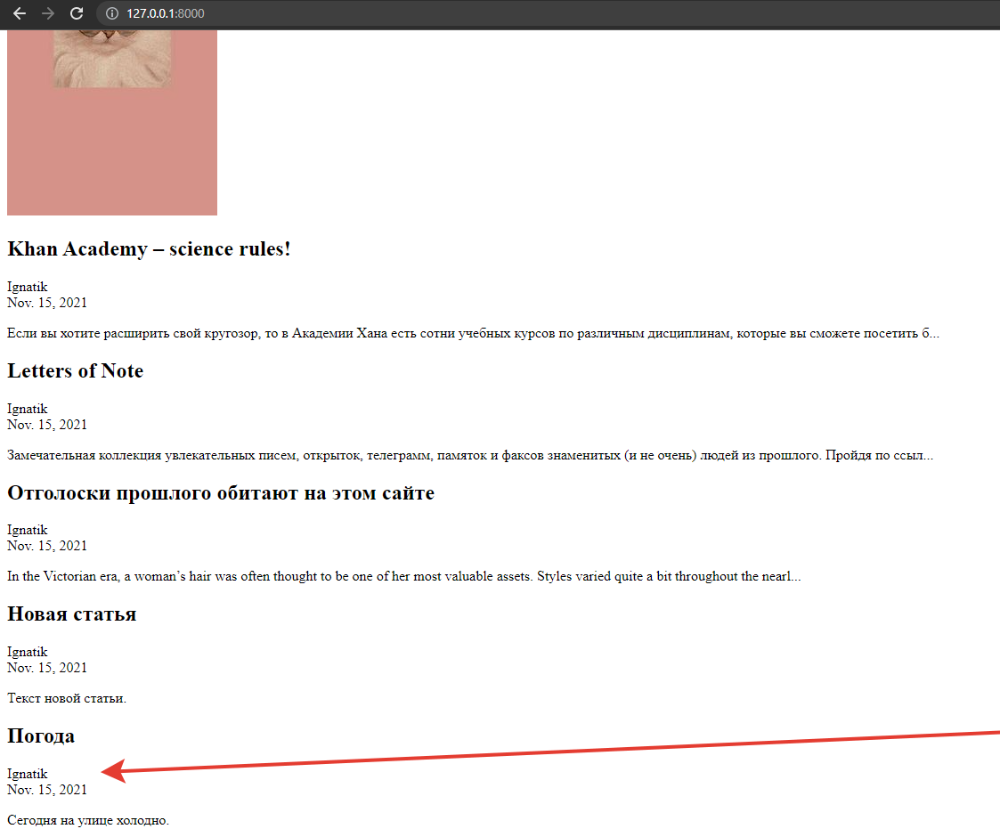 127.0.0.1:8000
Khan Academy – science rules!
Ignatik
Nov. 15, 2021
Если вы хотите расширить свой кругозор, то в Академии Хана есть сотни учебных курсов по различным дисциплинам, которые вы сможете посетить б...
Letters of Note
Ignatik
Nov. 15, 2021
Замечательная коллекция увлекательных писем, открыток, телеграмм, памяток и факсов знаменитых (и не очень) людей из прошлого. Пройдя по ссыл...
Отголоски прошлого обитают на этом сайте
Ignatik
Nov. 15, 2021
In the Victorian era, a woman’s hair was often thought to be one of her most valuable assets. Styles varied quite a bit throughout the nearl...
Новая статья
Ignatik
Nov. 15, 2021
Текст новой статьи.
Погода
Ignatik
Nov. 15, 2021
Сегодня на улице холодно.